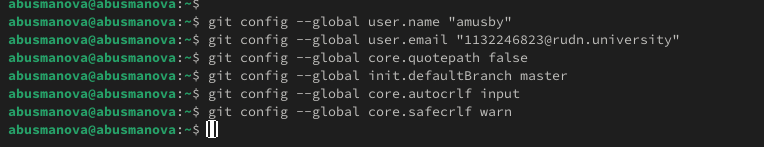 abusmanova@abusmanova:~$
abusmanova@abusmanova:~$ git config --global user.name "amusby"
abusmanova@abusmanova:~$ git config --global user.email "1132246823@rudn.university"
abusmanova@abusmanova:~$ git config --global core.quotepath false
abusmanova@abusmanova:~$ git config --global init.defaultBranch master
abusmanova@abusmanova:~$ git config --global core.autocrlf input
abusmanova@abusmanova:~$ git config --global core.safecrlf warn
abusmanova@abusmanova:~$